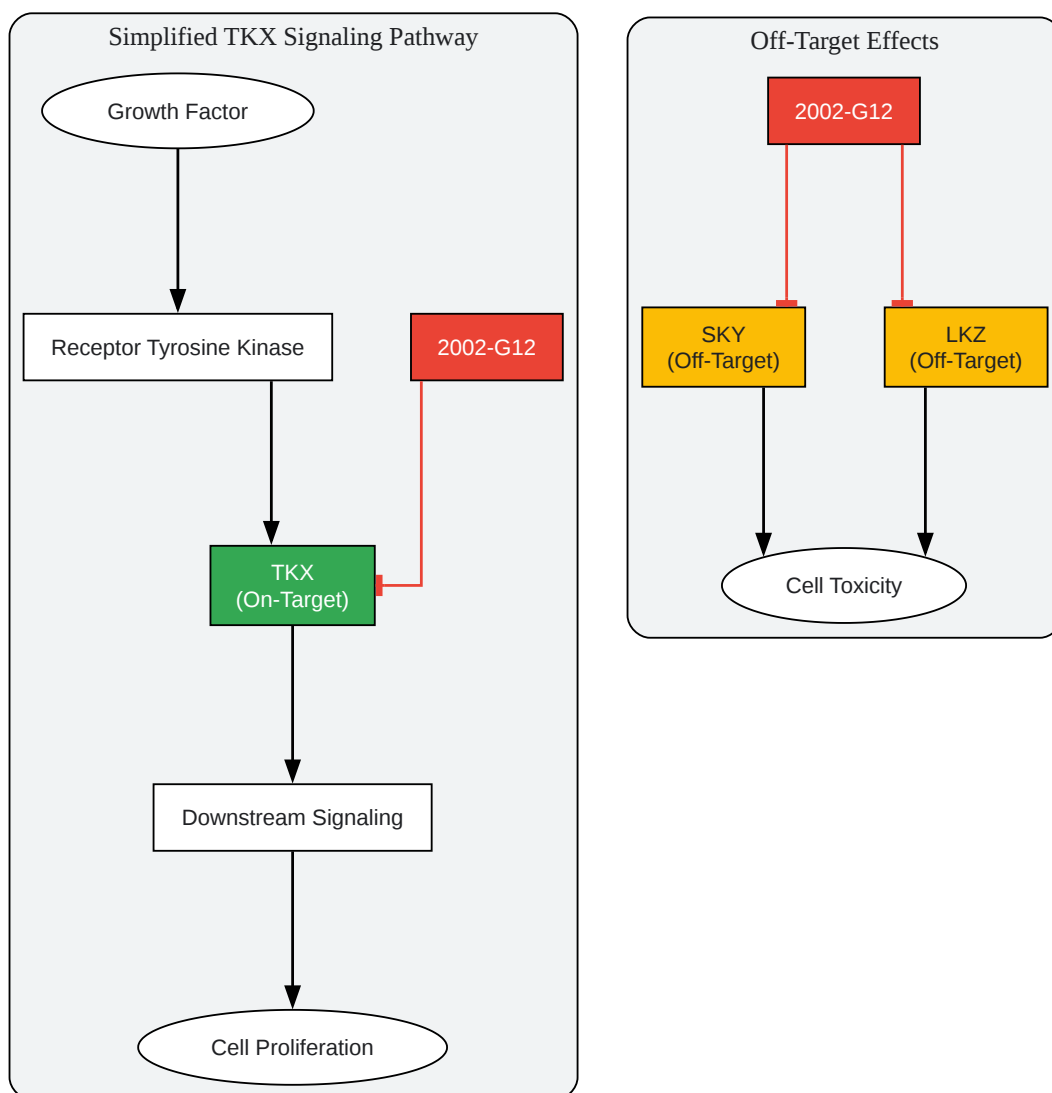 Simplified TKX Signaling Pathway
Growth Factor
Receptor Tyrosine Kinase
2002-G12
TKX
(On-Target)
Downstream Signaling
Cell Proliferation
Off-Target Effects
2002-G12
SKY
(Off-Target)
LKZ
(Off-Target)
Cell Toxicity